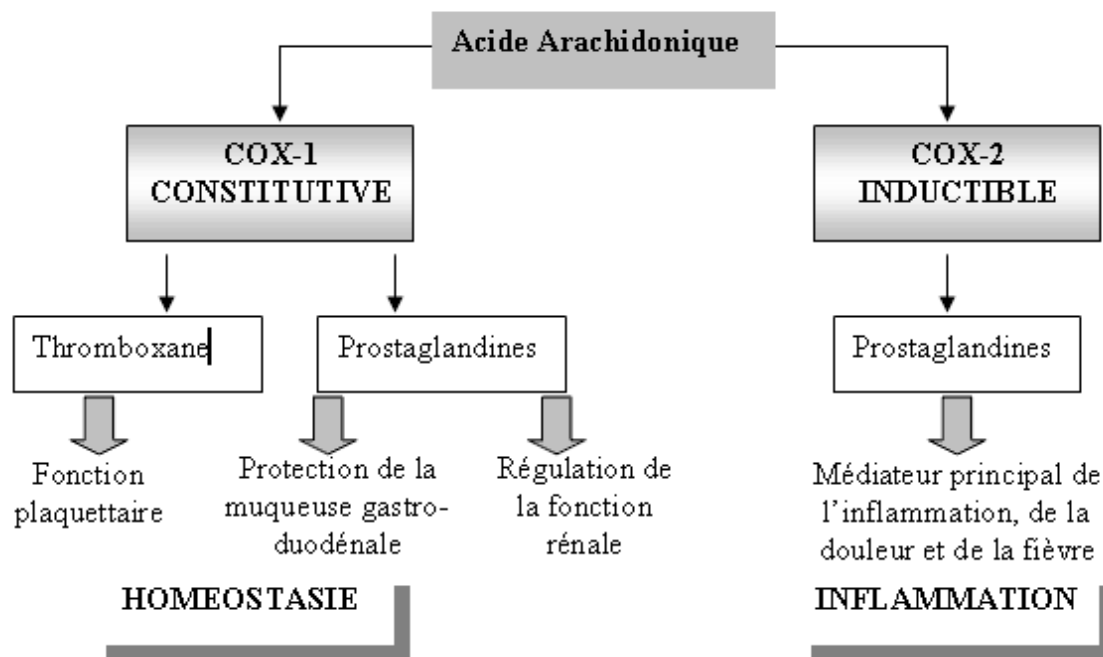 Acide Arachidonique
COX-1
CONSTITUTIVE
COX-2
INDUCTIBLE
Thromboxane
Prostaglandines
Prostaglandines
Fonction
plaquettaire
Protection de la
muqueuse gastro-
duodénale
Régulation de
la fonction
rénale
Médiateur principal de
l'inflammation, de la
douleur et de la fièvre
HOMEOSTASIE
INFLAMMATION